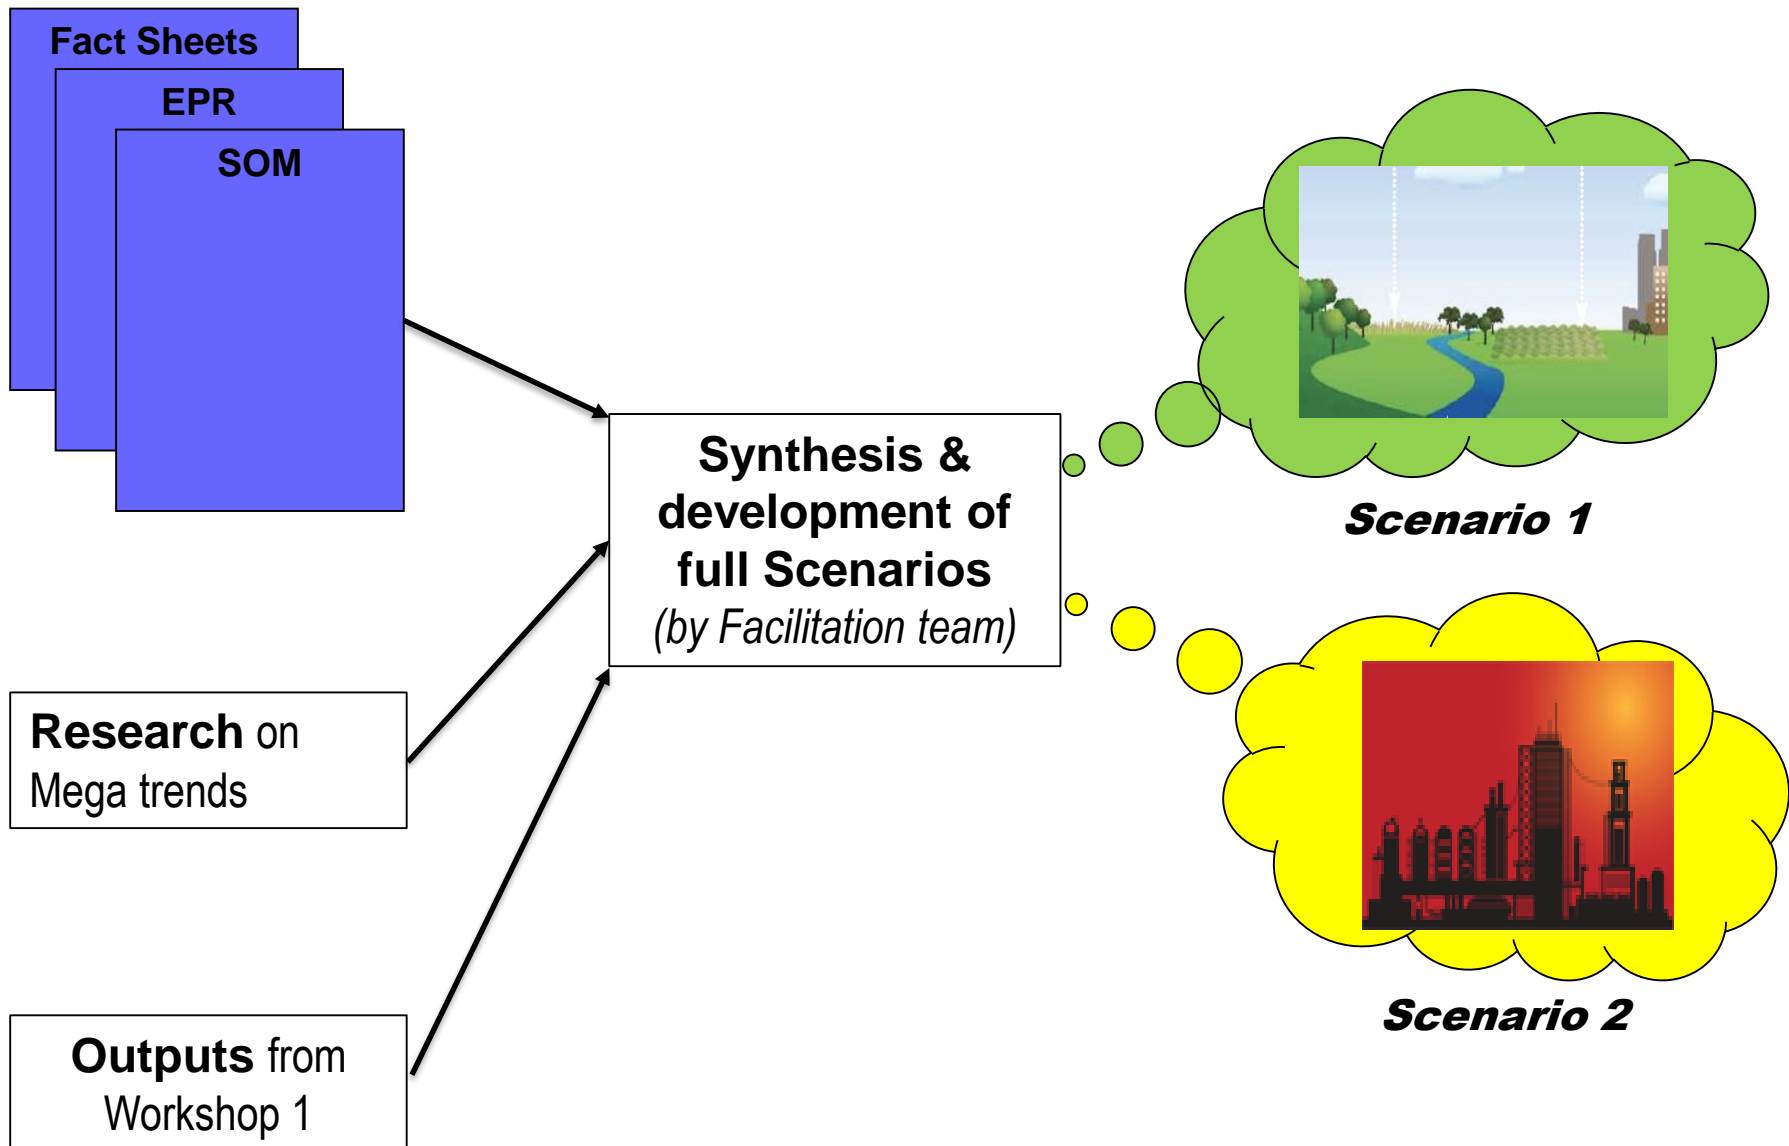 Fact Sheets
EPR
SOM
Synthesis &
development of
full Scenarios
(by Facilitation team)
Scenario 1
Research on
Mega trends
Scenario 2
Outputs from
Workshop 1